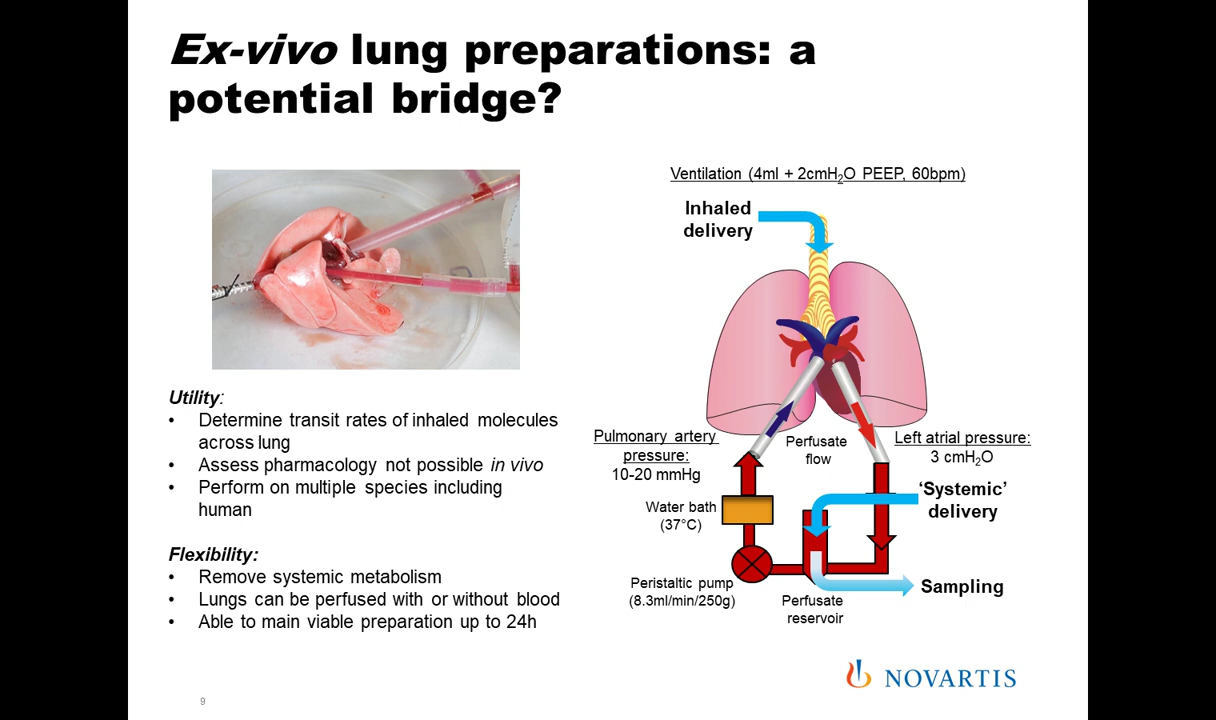 Ex-vivo lung preparations: a
potential bridge?
Ventilation (4ml + 2cmH₂O PEEP, 60bpm)
Inhaled
delivery
Utility:
• Determine transit rates of inhaled molecules
across lung
• Assess pharmacology not possible in vivo
• Perform on multiple species including
human
Flexibility:
• Remove systemic metabolism
• Lungs can be perfused with or without blood
• Able to main viable preparation up to 24h
Pulmonary artery
pressure:
10-20 mmHg
Perfusate
flow
Left atrial pressure:
3 cmH₂O
Water bath
(37°C)
‘Systemic’
delivery
Peristaltic pump
(8.3ml/min/250g)
Perfusate
reservoir
Sampling
NOVARTIS
9